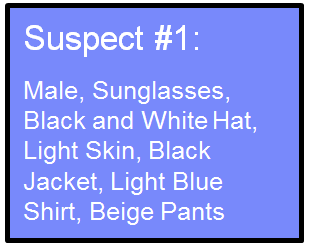 Suspect #1:
Male, Sunglasses,
Black and White Hat,
Light Skin, Black
Jacket, Light Blue
Shirt, Beige Pants